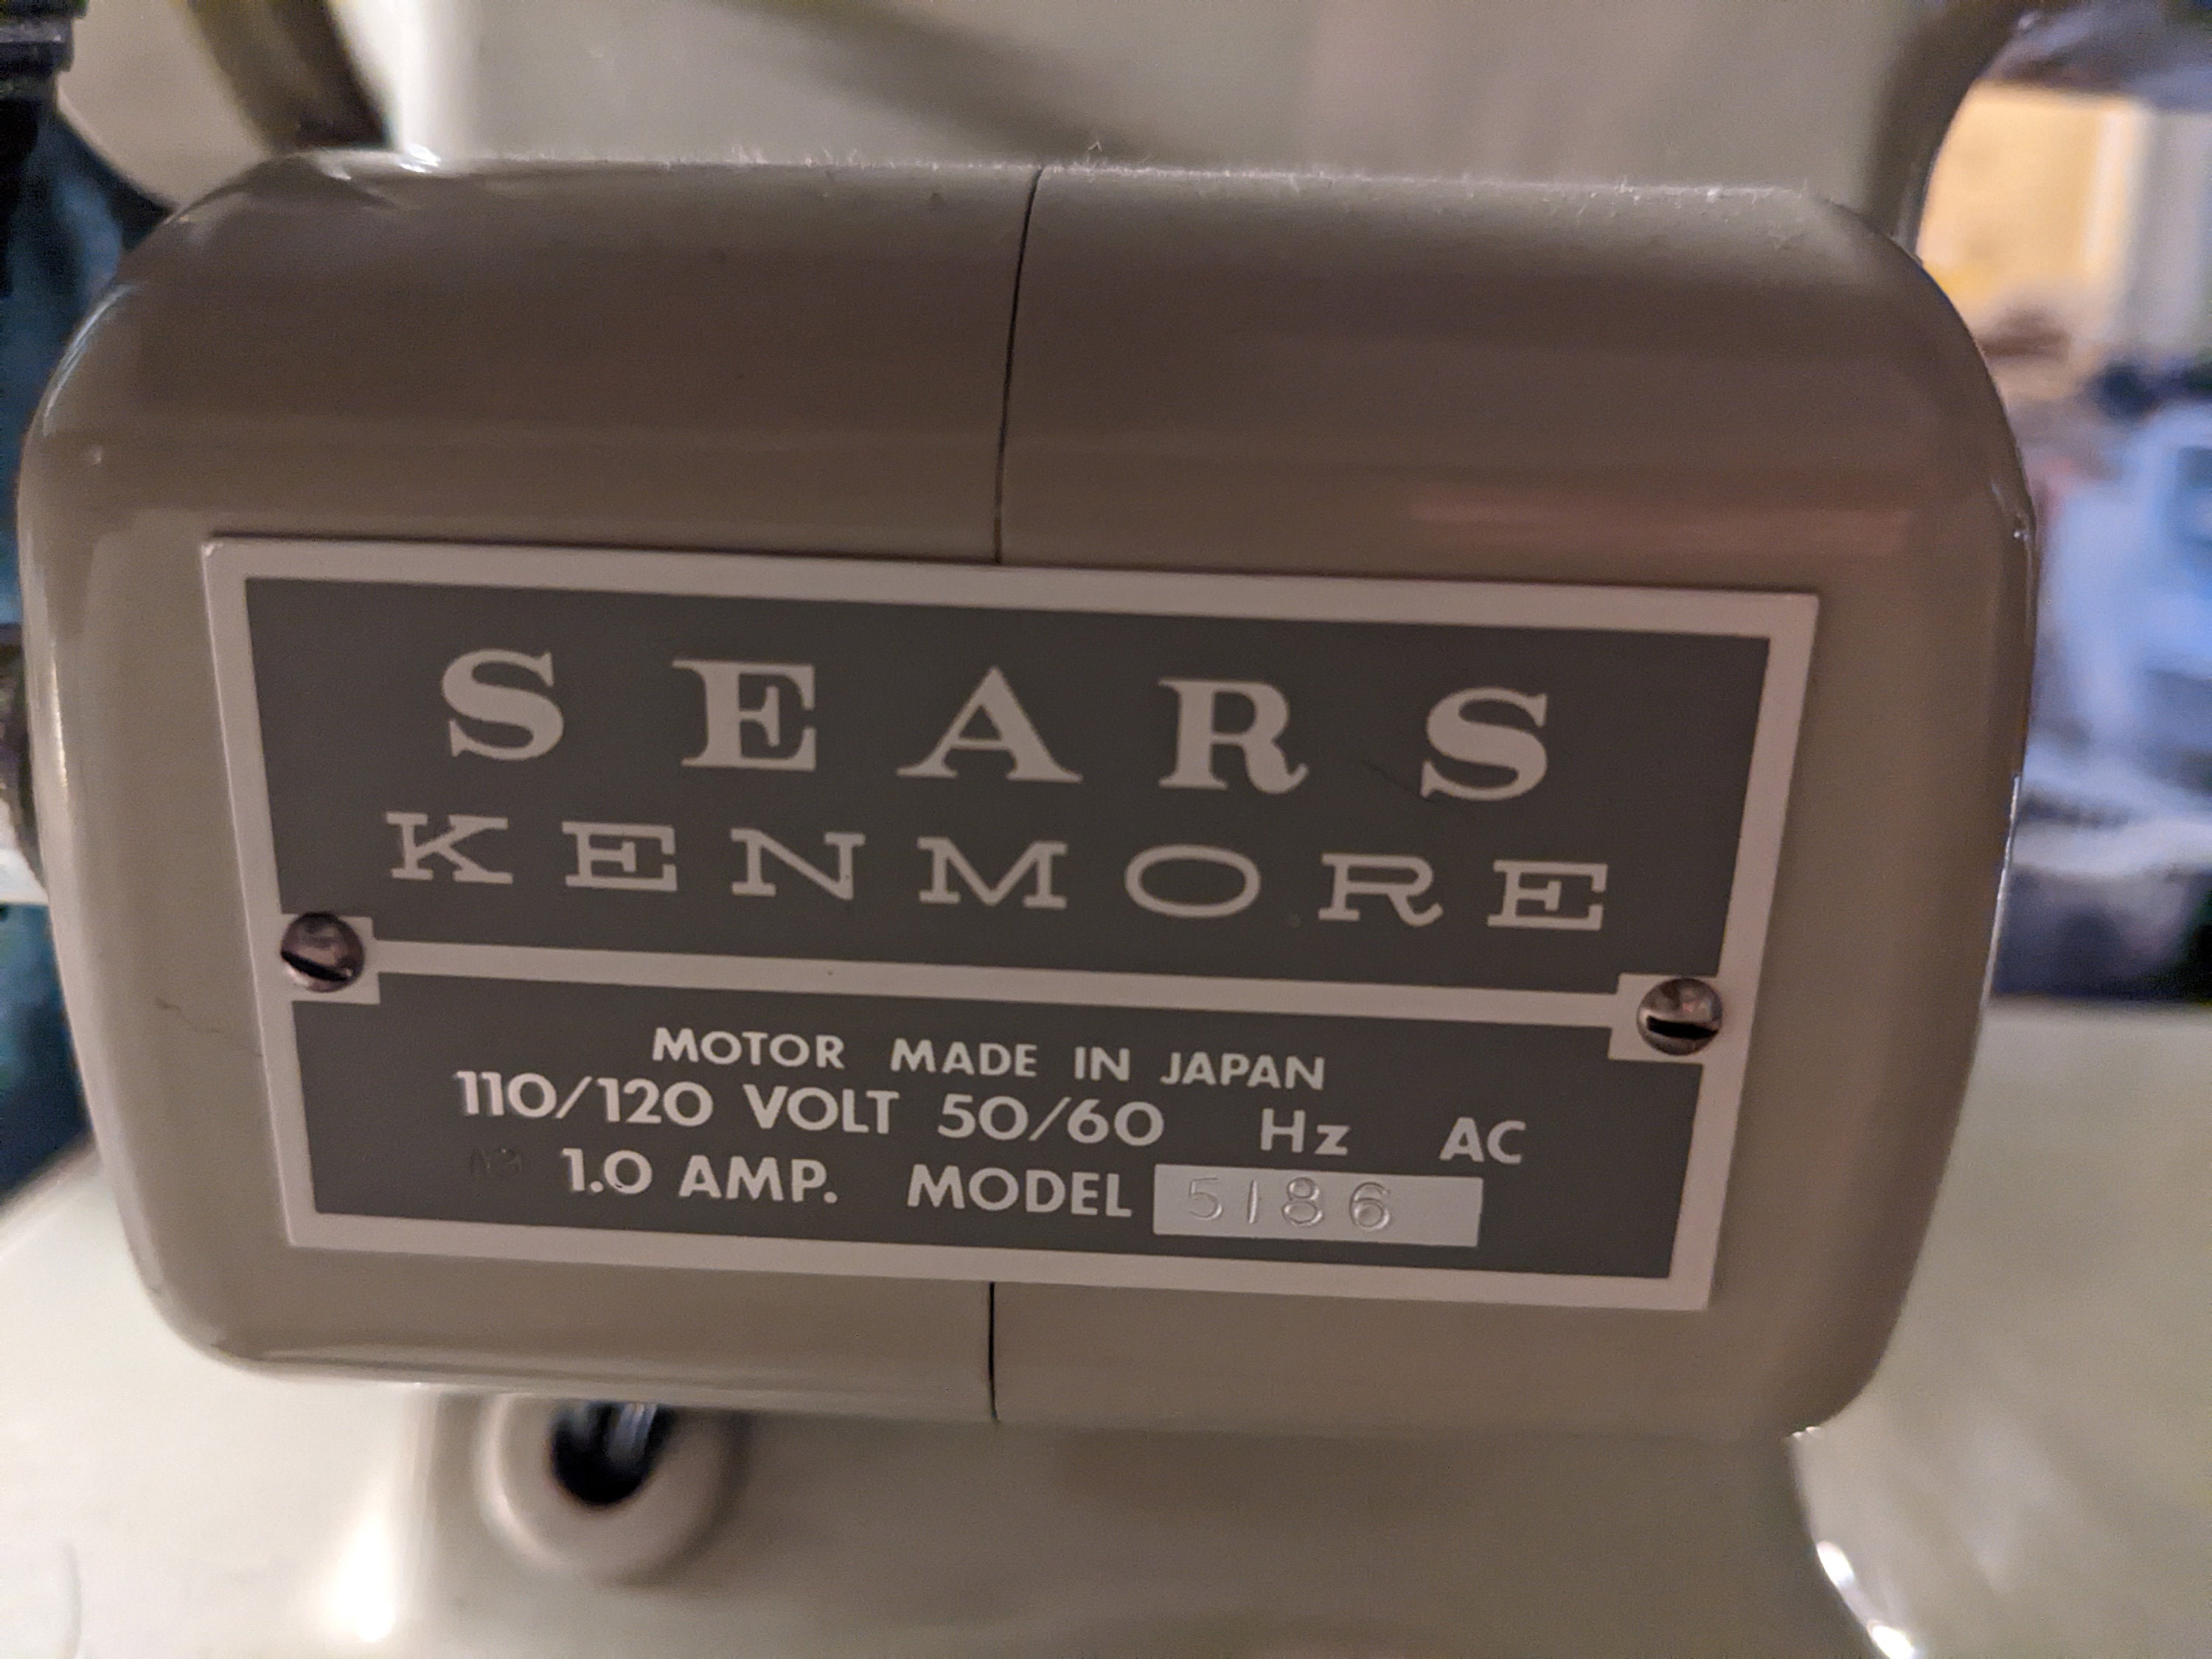 SEARS
KENMORE
MOTOR MADE IN JAPAN
110/120 VOLT 50/60 Hz AC
1.0 AMP. MODEL 5186